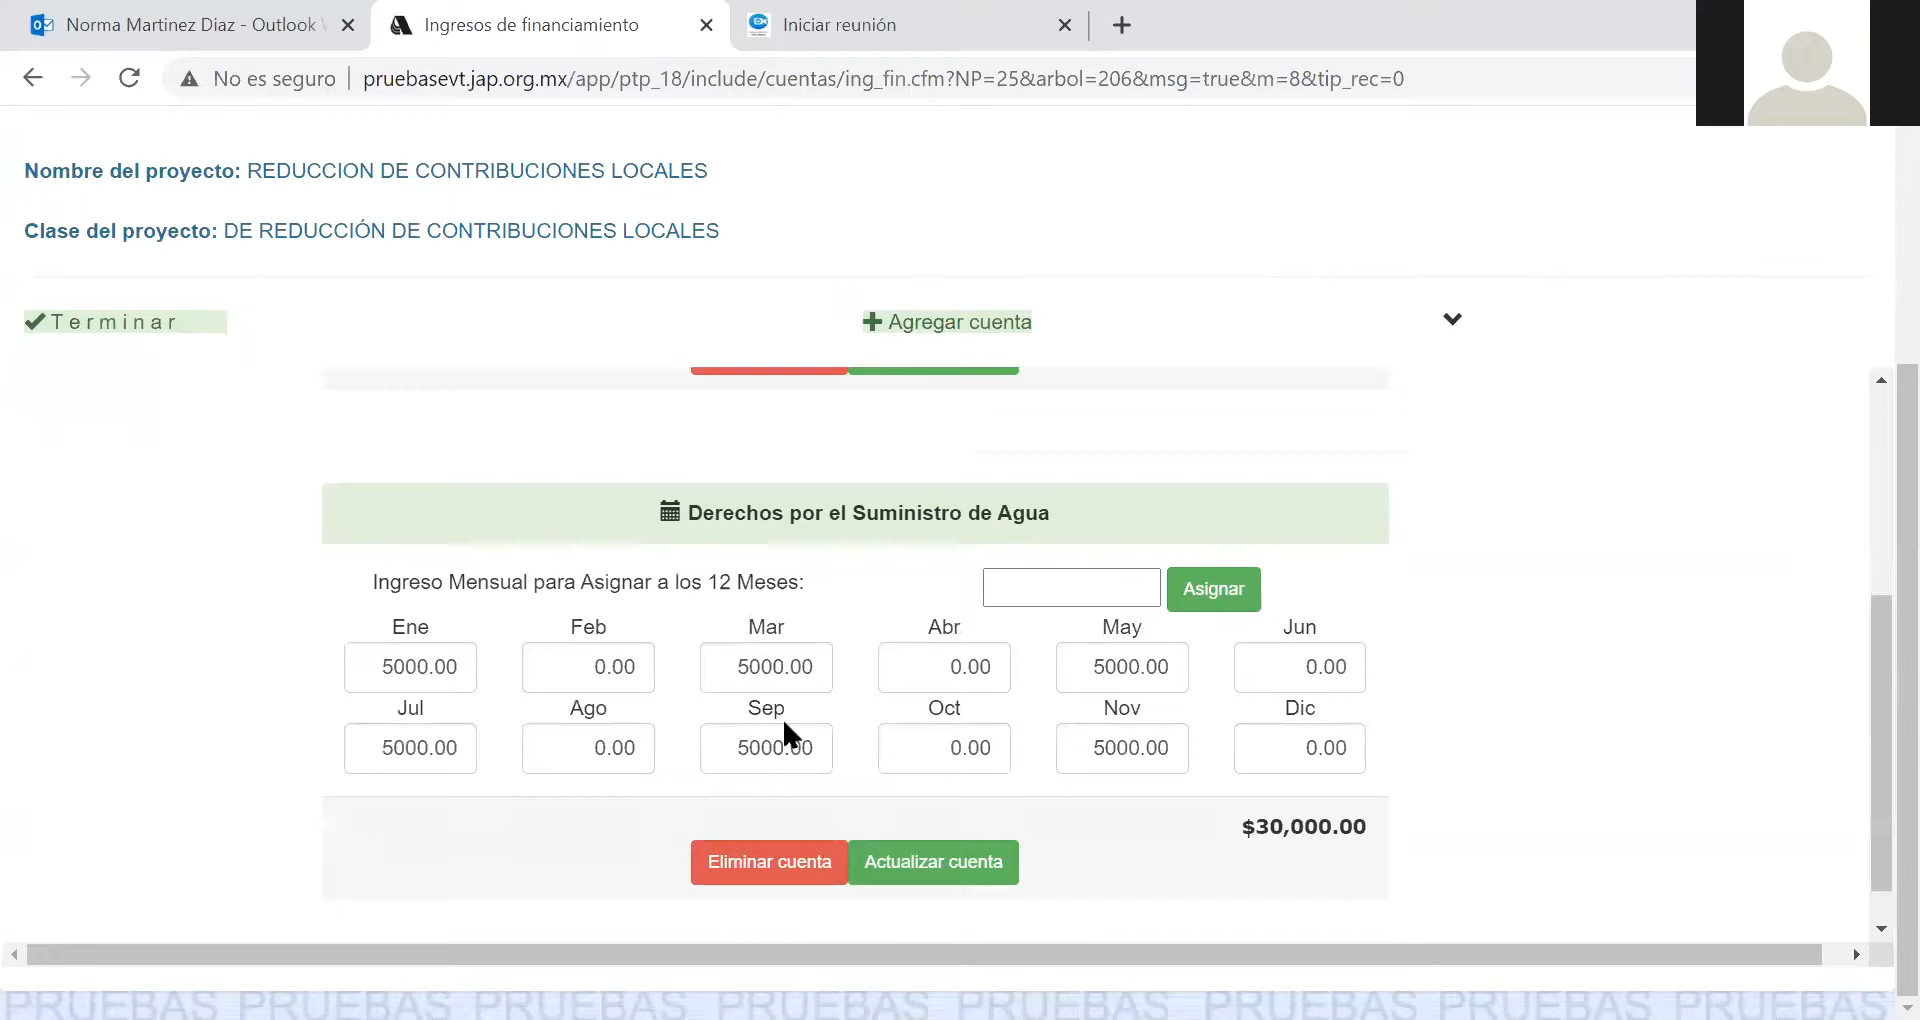 Norma Martinez Diaz - Outlook
Ingresos de financiamiento
Iniciar reunión
No es seguro
pruebasevt.jap.org.mx/app/ptp_18/include/cuentas/ing_fin.cfm?NP=25&arbol=206&msg=true&m=8&tip_rec=0
Nombre del proyecto: REDUCCION DE CONTRIBUCIONES LOCALES
Clase del proyecto: DE REDUCCIÓN DE CONTRIBUCIONES LOCALES
Terminar
Agregar cuenta
Derechos por el Suministro de Agua
Ingreso Mensual para Asignar a los 12 Meses:
Asignar
Ene Feb Mar Abr May Jun
5000.00 0.00 5000.00 0.00 5000.00 0.00
Jul Ago Sep Oct Nov Dic
5000.00 0.00 5000.00 0.00 5000.00 0.00
$30,000.00
Eliminar cuenta Actualizar cuenta
PRUEBAS PRUEBAS PRUEBAS PRUEBAS PRUEBAS PRUEBAS PRUEBAS PRUEBAS